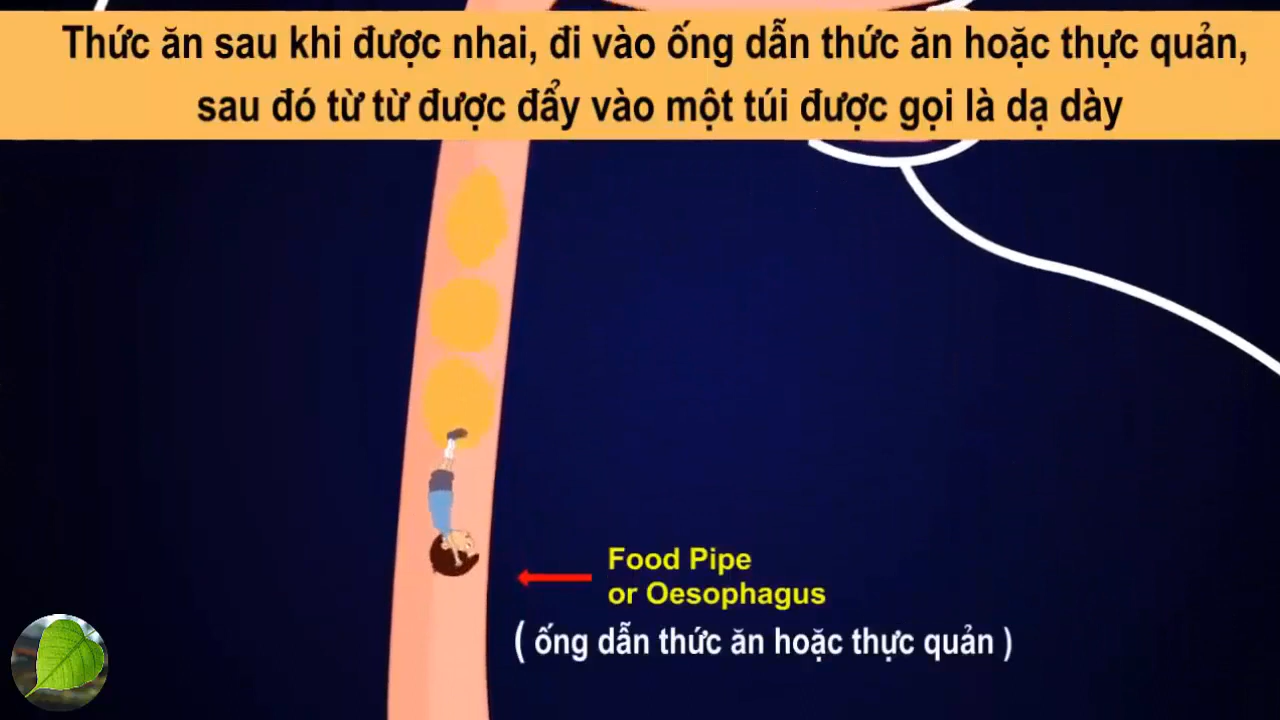 Thức ăn sau khi được nhai, đi vào ống dẫn thức ăn hoặc thực quản,
sau đó từ từ được đẩy vào một túi được gọi là dạ dày
Food Pipe
or Oesophagus
( ống dẫn thức ăn hoặc thực quản )